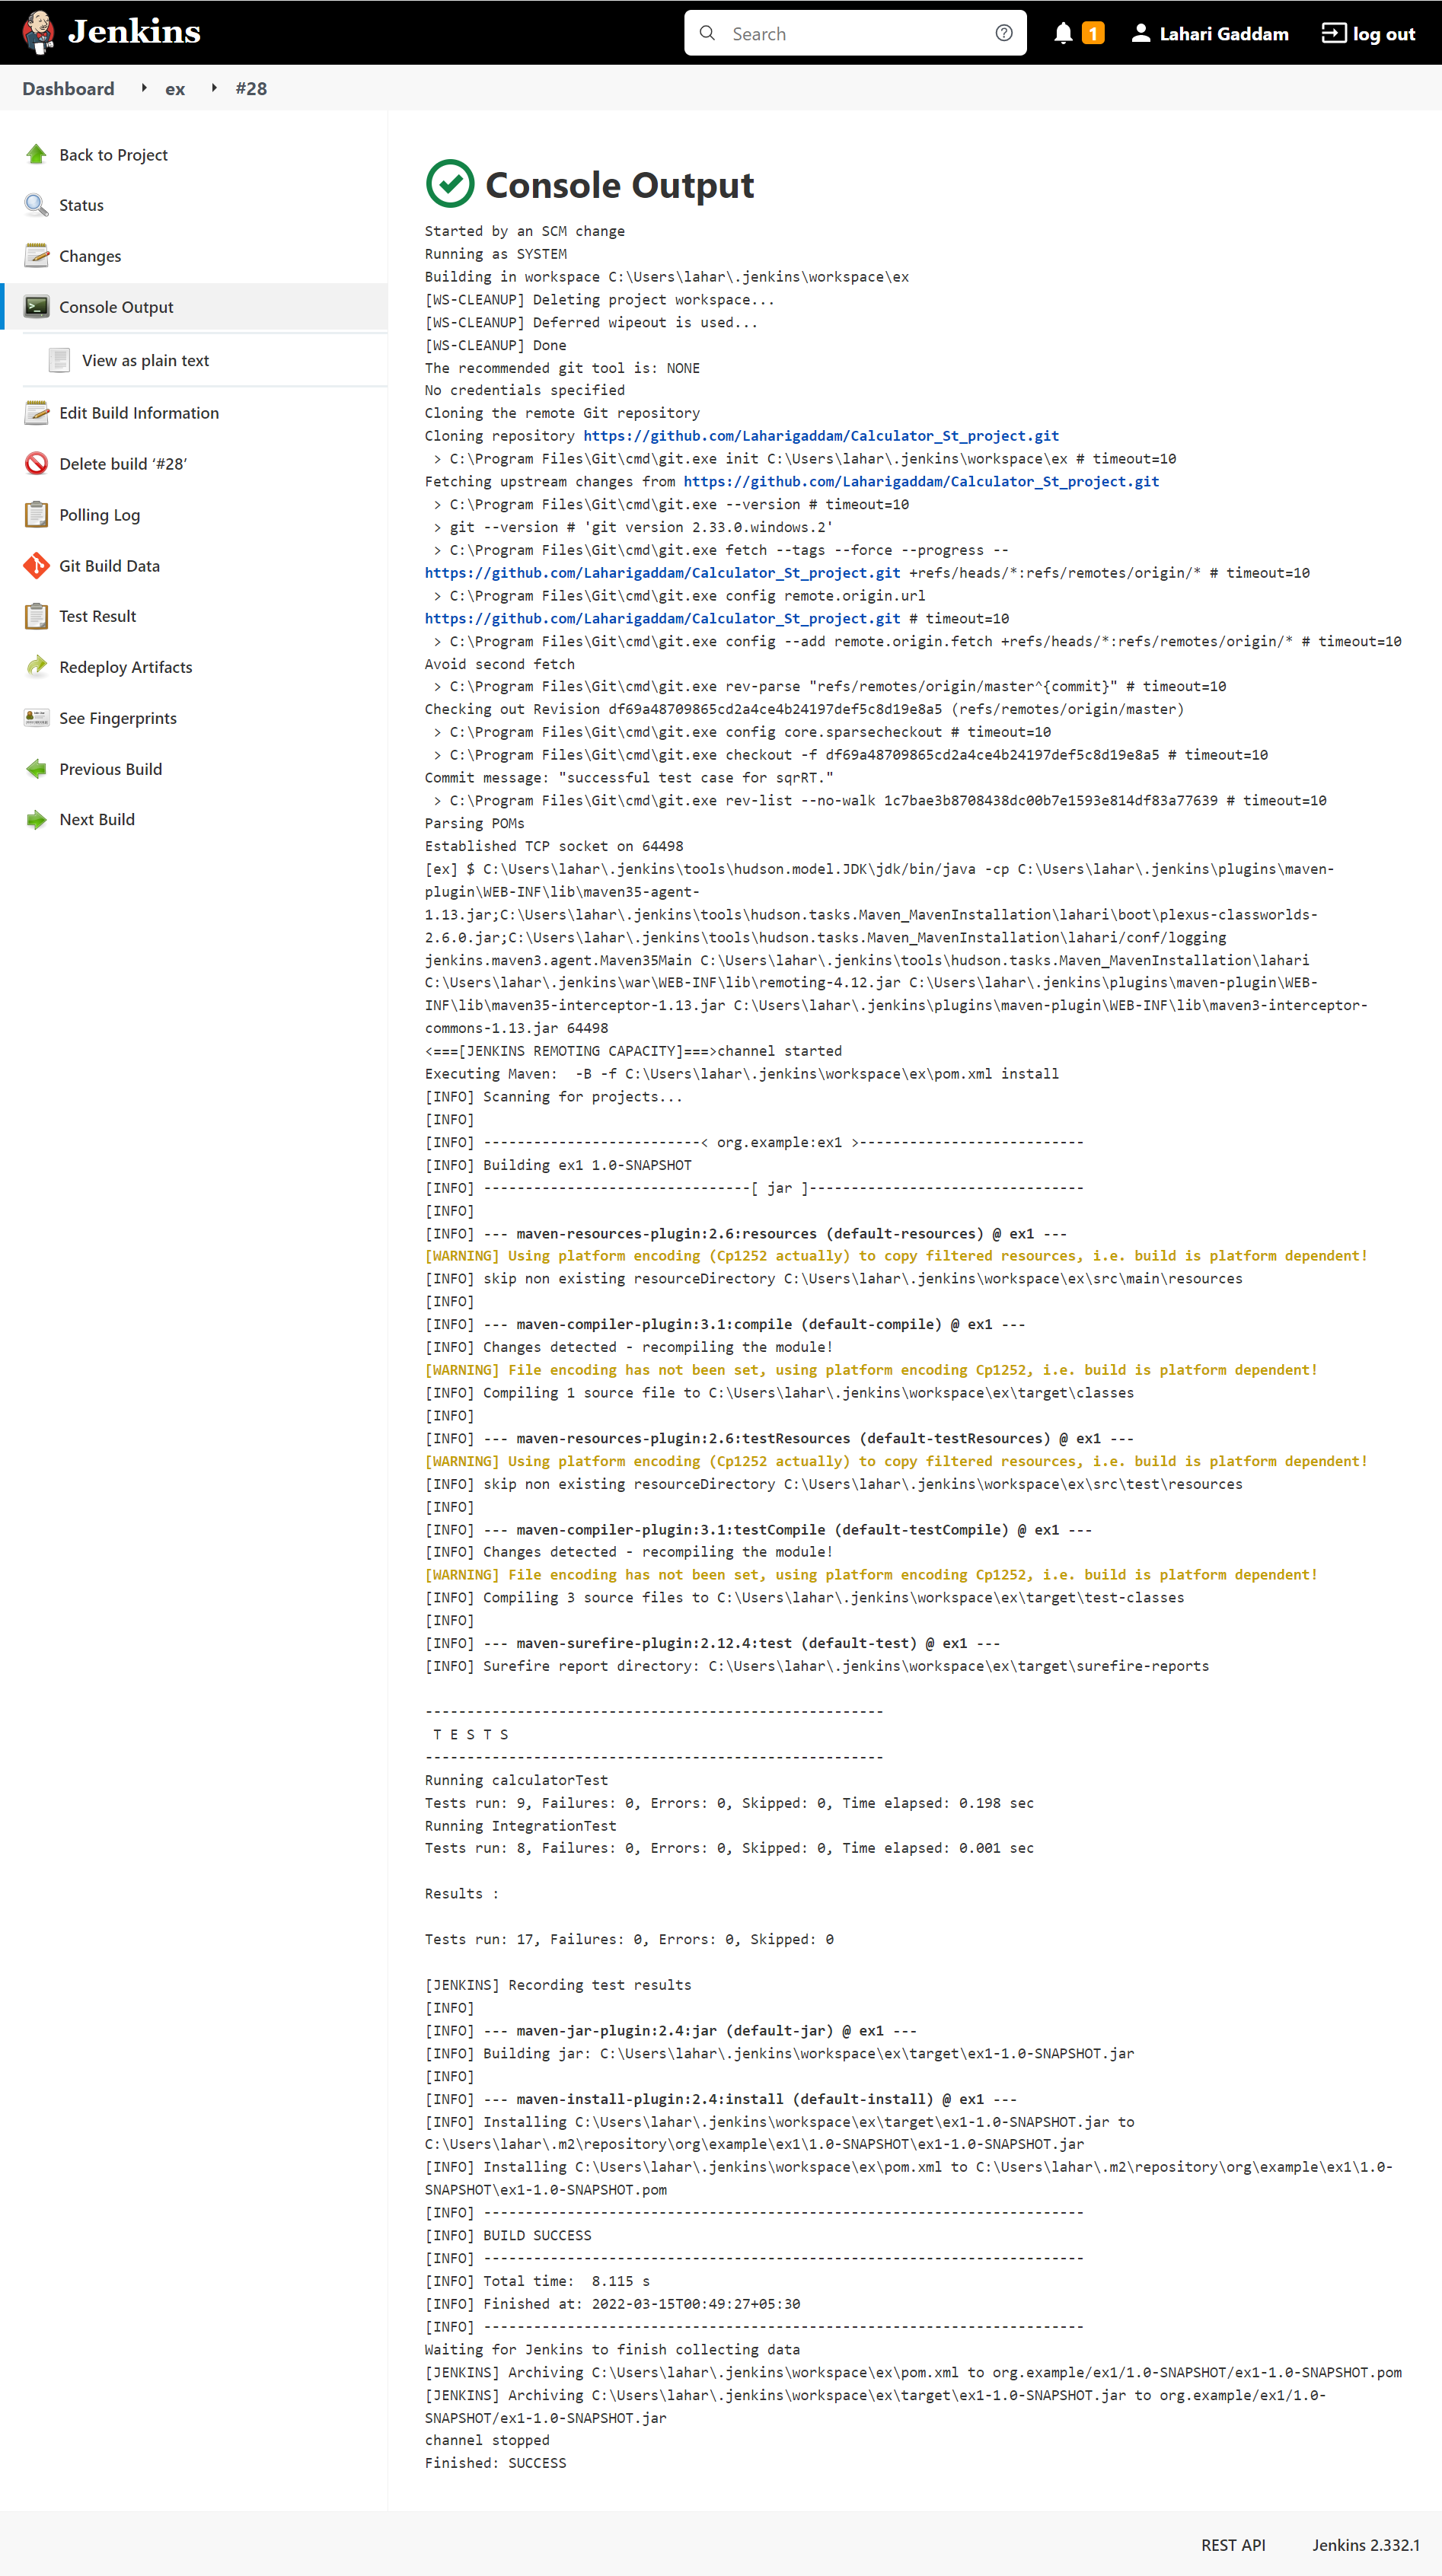 Jenkins
Search
1
Lahari Gaddam
log out
Dashboard
ex
#28
Back to Project
Status
Changes
Console Output
View as plain text
Edit Build Information
Delete build ‘#28’
Polling Log
Git Build Data
Test Result
Redeploy Artifacts
See Fingerprints
Previous Build
Next Build
Console Output
Started by an SCM change
Running as SYSTEM
Building in workspace C:\Users\lahar\.jenkins\workspace\ex
[WS-CLEANUP] Deleting project workspace...
[WS-CLEANUP] Deferred wipeout is used...
[WS-CLEANUP] Done
The recommended git tool is: NONE
No credentials specified
Cloning the remote Git repository
Cloning repository https://github.com/Laharigaddam/Calculator_St_project.git
 > C:\Program Files\Git\cmd\git.exe init C:\Users\lahar\.jenkins\workspace\ex # timeout=10
Fetching upstream changes from https://github.com/Laharigaddam/Calculator_St_project.git
 > C:\Program Files\Git\cmd\git.exe --version # timeout=10
 > git --version # 'git version 2.33.0.windows.2'
 > C:\Program Files\Git\cmd\git.exe fetch --tags --force --progress --
https://github.com/Laharigaddam/Calculator_St_project.git +refs/heads/*:refs/remotes/origin/* # timeout=10
 > C:\Program Files\Git\cmd\git.exe config remote.origin.url
https://github.com/Laharigaddam/Calculator_St_project.git # timeout=10
 > C:\Program Files\Git\cmd\git.exe config --add remote.origin.fetch +refs/heads/*:refs/remotes/origin/* # timeout=10
Avoid second fetch
 > C:\Program Files\Git\cmd\git.exe rev-parse "refs/remotes/origin/master^{commit}" # timeout=10
Checking out Revision df69a48709865cd2a4ce4b24197def5c8d19e8a5 (refs/remotes/origin/master)
 > C:\Program Files\Git\cmd\git.exe config core.sparsecheckout # timeout=10
 > C:\Program Files\Git\cmd\git.exe checkout -f df69a48709865cd2a4ce4b24197def5c8d19e8a5 # timeout=10
Commit message: "successful test case for sqrRT."
 > C:\Program Files\Git\cmd\git.exe rev-list --no-walk 1c7bae3b8708438dc00b7e1593e814df83a77639 # timeout=10
Parsing POMs
Established TCP socket on 64498
[ex] $ C:\Users\lahar\.jenkins\tools\hudson.model.JDK\jdk/bin/java -cp C:\Users\lahar\.jenkins\plugins\maven-
plugin\WEB-INF\lib\maven35-agent-
1.13.jar;C:\Users\lahar\.jenkins\tools\hudson.tasks.Maven_MavenInstallation\lahari\boot\plexus-classworlds-
2.6.0.jar;C:\Users\lahar\.jenkins\tools\hudson.tasks.Maven_MavenInstallation\lahari/conf/logging
jenkins.maven3.agent.Maven35Main C:\Users\lahar\.jenkins\tools\hudson.tasks.Maven_MavenInstallation\lahari
C:\Users\lahar\.jenkins\war\WEB-INF\lib\remoting-4.12.jar C:\Users\lahar\.jenkins\plugins\maven-plugin\WEB-
INF\lib\maven35-interceptor-1.13.jar C:\Users\lahar\.jenkins\plugins\maven-plugin\WEB-INF\lib\maven3-interceptor-
commons-1.13.jar 64498
<===[JENKINS REMOTING CAPACITY]===>channel started
Executing Maven:  -B -f C:\Users\lahar\.jenkins\workspace\ex\pom.xml install
[INFO] Scanning for projects...
[INFO]
[INFO] --------------------------< org.example:ex1 >---------------------------
[INFO] Building ex1 1.0-SNAPSHOT
[INFO] --------------------------------[ jar ]---------------------------------
[INFO]
[INFO] --- maven-resources-plugin:2.6:resources (default-resources) @ ex1 ---
[WARNING] Using platform encoding (Cp1252 actually) to copy filtered resources, i.e. build is platform dependent!
[INFO] skip non existing resourceDirectory C:\Users\lahar\.jenkins\workspace\ex\src\main\resources
[INFO]
[INFO] --- maven-compiler-plugin:3.1:compile (default-compile) @ ex1 ---
[INFO] Changes detected - recompiling the module!
[WARNING] File encoding has not been set, using platform encoding Cp1252, i.e. build is platform dependent!
[INFO] Compiling 1 source file to C:\Users\lahar\.jenkins\workspace\ex\target\classes
[INFO]
[INFO] --- maven-resources-plugin:2.6:testResources (default-testResources) @ ex1 ---
[WARNING] Using platform encoding (Cp1252 actually) to copy filtered resources, i.e. build is platform dependent!
[INFO] skip non existing resourceDirectory C:\Users\lahar\.jenkins\workspace\ex\src\test\resources
[INFO]
[INFO] --- maven-compiler-plugin:3.1:testCompile (default-testCompile) @ ex1 ---
[INFO] Changes detected - recompiling the module!
[WARNING] File encoding has not been set, using platform encoding Cp1252, i.e. build is platform dependent!
[INFO] Compiling 3 source files to C:\Users\lahar\.jenkins\workspace\ex\target\test-classes
[INFO]
[INFO] --- maven-surefire-plugin:2.12.4:test (default-test) @ ex1 ---
[INFO] Surefire report directory: C:\Users\lahar\.jenkins\workspace\ex\target\surefire-reports
-------------------------------------------------------
 T E S T S
-------------------------------------------------------
Running calculatorTest
Tests run: 9, Failures: 0, Errors: 0, Skipped: 0, Time elapsed: 0.198 sec
Running IntegrationTest
Tests run: 8, Failures: 0, Errors: 0, Skipped: 0, Time elapsed: 0.001 sec
Results :
Tests run: 17, Failures: 0, Errors: 0, Skipped: 0
[JENKINS] Recording test results
[INFO]
[INFO] --- maven-jar-plugin:2.4:jar (default-jar) @ ex1 ---
[INFO] Building jar: C:\Users\lahar\.jenkins\workspace\ex\target\ex1-1.0-SNAPSHOT.jar
[INFO]
[INFO] --- maven-install-plugin:2.4:install (default-install) @ ex1 ---
[INFO] Installing C:\Users\lahar\.jenkins\workspace\ex\target\ex1-1.0-SNAPSHOT.jar to
C:\Users\lahar\.m2\repository\org\example\ex1\1.0-SNAPSHOT\ex1-1.0-SNAPSHOT.jar
[INFO] Installing C:\Users\lahar\.jenkins\workspace\ex\pom.xml to C:\Users\lahar\.m2\repository\org\example\ex1\1.0-
SNAPSHOT\ex1-1.0-SNAPSHOT.pom
[INFO] ------------------------------------------------------------------------
[INFO] BUILD SUCCESS
[INFO] ------------------------------------------------------------------------
[INFO] Total time:  8.115 s
[INFO] Finished at: 2022-03-15T00:49:27+05:30
[INFO] ------------------------------------------------------------------------
Waiting for Jenkins to finish collecting data
[JENKINS] Archiving C:\Users\lahar\.jenkins\workspace\ex\pom.xml to org.example/ex1/1.0-SNAPSHOT/ex1-1.0-SNAPSHOT.pom
[JENKINS] Archiving C:\Users\lahar\.jenkins\workspace\ex\target\ex1-1.0-SNAPSHOT.jar to org.example/ex1/1.0-
SNAPSHOT/ex1-1.0-SNAPSHOT.jar
channel stopped
Finished: SUCCESS
REST API
Jenkins 2.332.1